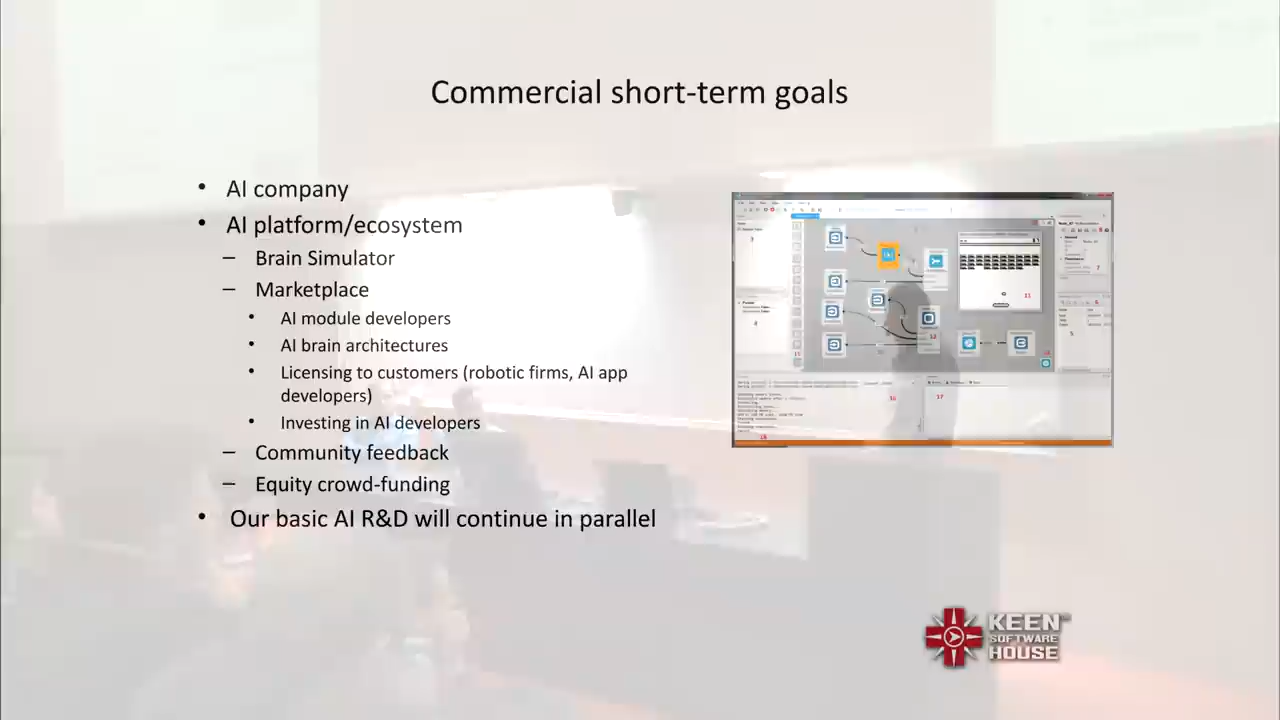 Commercial short-term goals
• AI company
• AI platform/ecosystem
– Brain Simulator
– Marketplace
• AI module developers
• AI brain architectures
• Licensing to customers (robotic firms, AI app
developers)
• Investing in AI developers
– Community feedback
– Equity crowd-funding
• Our basic AI R&D will continue in parallel
KEEN
SOFTWARE
HOUSE